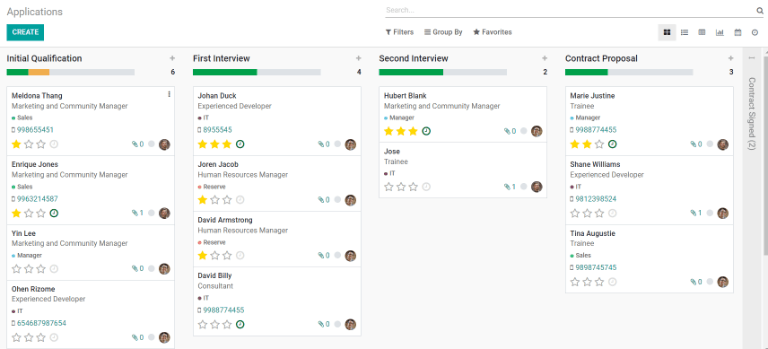 Applications
Search...
CREATE
Filters
Group By
Favorites
Initial Qualification
6
Meldona Thang
Marketing and Community Manager
Sales
998655451
0
Enrique Jones
Marketing and Community Manager
Sales
9963214587
1
Yin Lee
Marketing and Community Manager
Manager
0
Ohen Rizome
Experienced Developer
IT
654687987654
0
First Interview
4
Johan Duck
Experienced Developer
IT
8955545
0
Joren Jacob
Human Resources Manager
Reserve
0
David Armstrong
Human Resources Manager
Reserve
0
David Billy
Consultant
IT
9988774455
0
Second Interview
2
Hubert Blank
Marketing and Community Manager
Manager
0
Jose
Trainee
IT
1
Contract Proposal
3
Marie Justine
Trainee
Manager
9988774455
0
Shane Williams
Experienced Developer
IT
9812398524
1
Tina Augustie
Trainee
Sales
9898745745
0
Contract Signed (2)